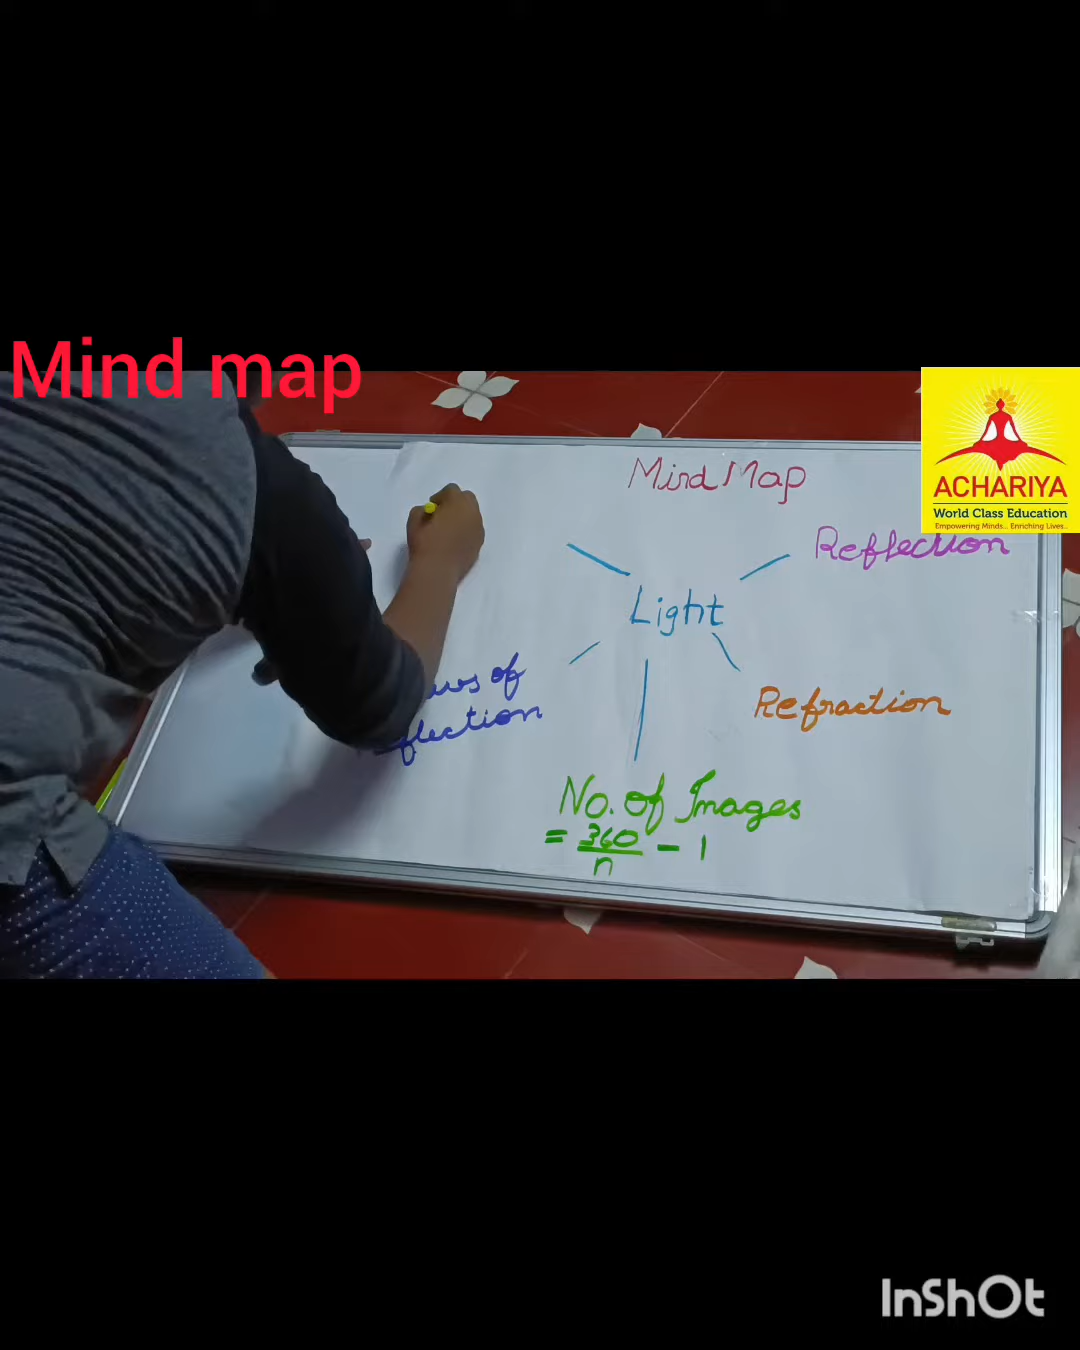 Mind map
Mind Map
ACHARIYA
World Class Education
Empowering Minds... Enriching Lives..
Reflection
Light
of
Refraction
No. of Images
= 360/n - 1
InShOt